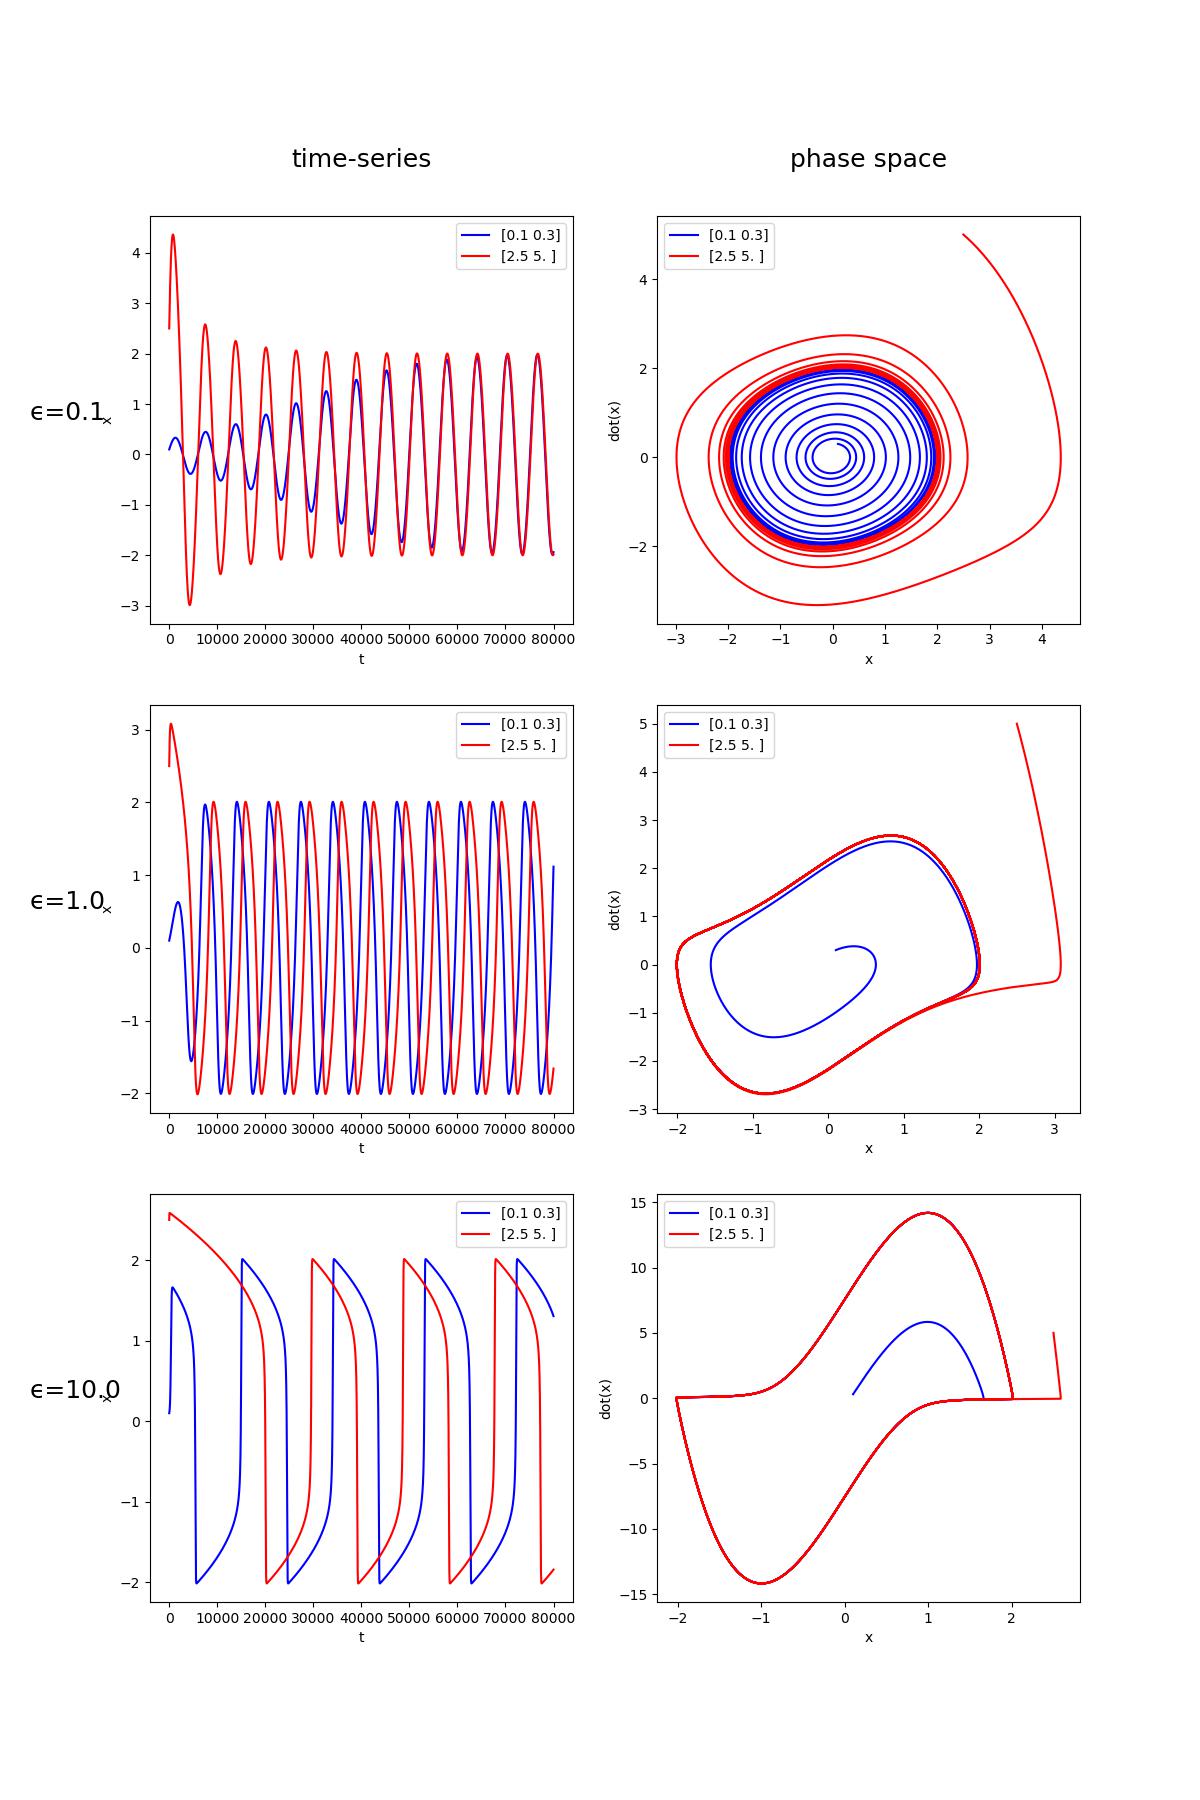 time-series
phase space
[0.1 0.3]
[2.5 5. ]
4
3
2
1
0
−1
−2
−3
ϵ=0.1
x
0 10000 20000 30000 40000 50000 60000 70000 80000
t
[0.1 0.3]
[2.5 5. ]
4
2
0
−2
dot(x)
−3 −2 −1 0 1 2 3 4
x
[0.1 0.3]
[2.5 5. ]
3
2
1
0
−1
−2
ϵ=1.0
x
0 10000 20000 30000 40000 50000 60000 70000 80000
t
[0.1 0.3]
[2.5 5. ]
5
4
3
2
1
0
−1
−2
−3
dot(x)
−2 −1 0 1 2 3
x
[0.1 0.3]
[2.5 5. ]
2
1
0
−1
−2
ϵ=10.0
x
0 10000 20000 30000 40000 50000 60000 70000 80000
t
[0.1 0.3]
[2.5 5. ]
15
10
5
0
−5
−10
−15
dot(x)
−2 −1 0 1 2
x